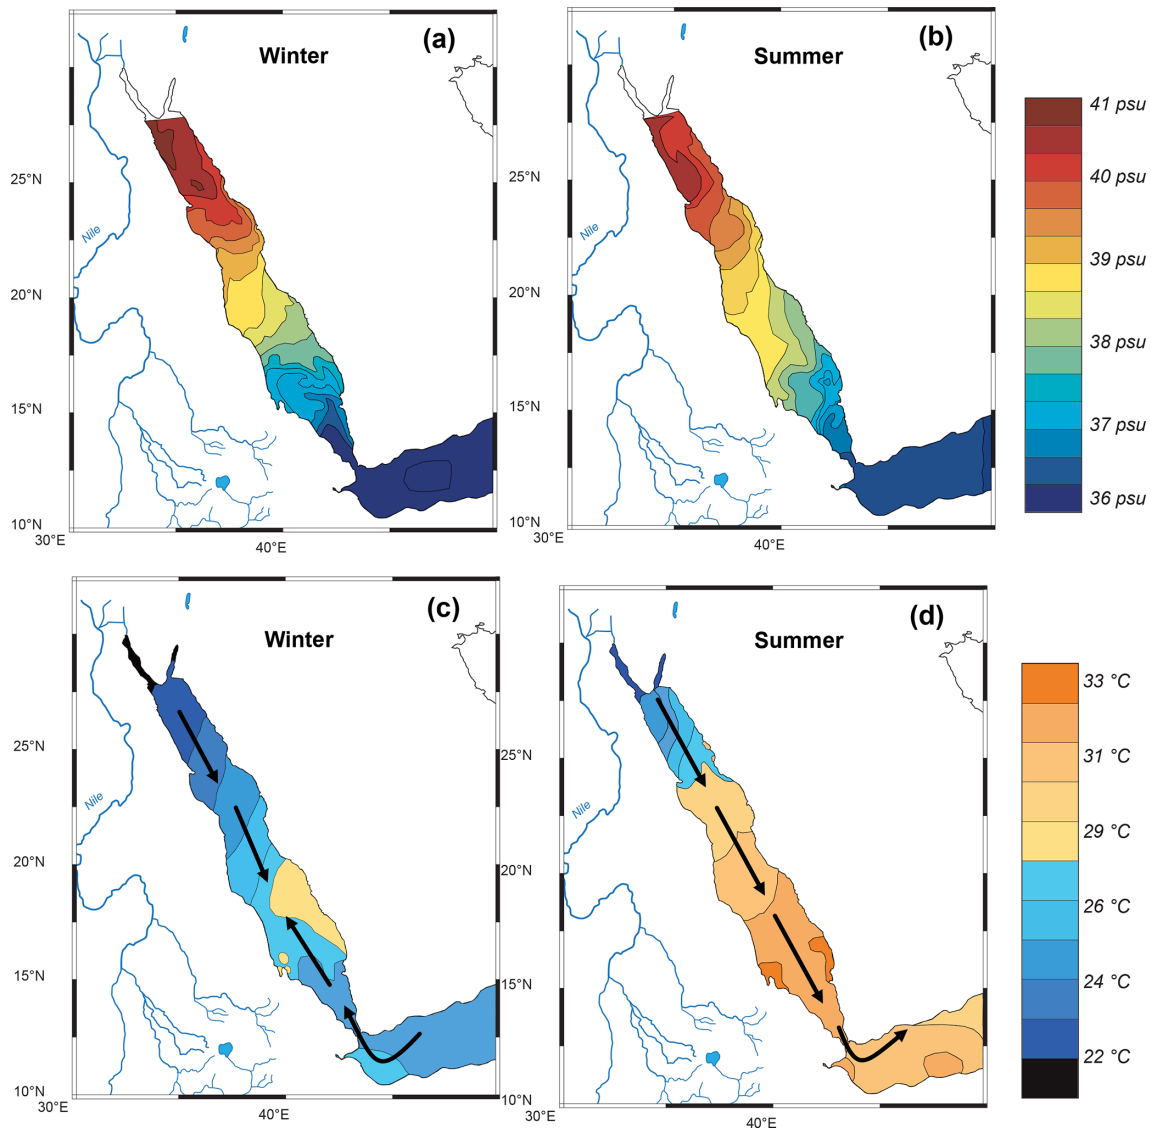 (a)
Winter
25°N
Nile
20°N
15°N
10°N
30°E
40°E
(b)
Summer
25°N
Nile
20°N
15°N
10°N
30°E
40°E
41 psu
40 psu
39 psu
38 psu
37 psu
36 psu
(c)
Winter
25°N
Nile
20°N
15°N
10°N
30°E
40°E
(d)
Summer
25°N
Nile
20°N
15°N
10°N
30°E
40°E
33 °C
31 °C
29 °C
26 °C
24 °C
22 °C